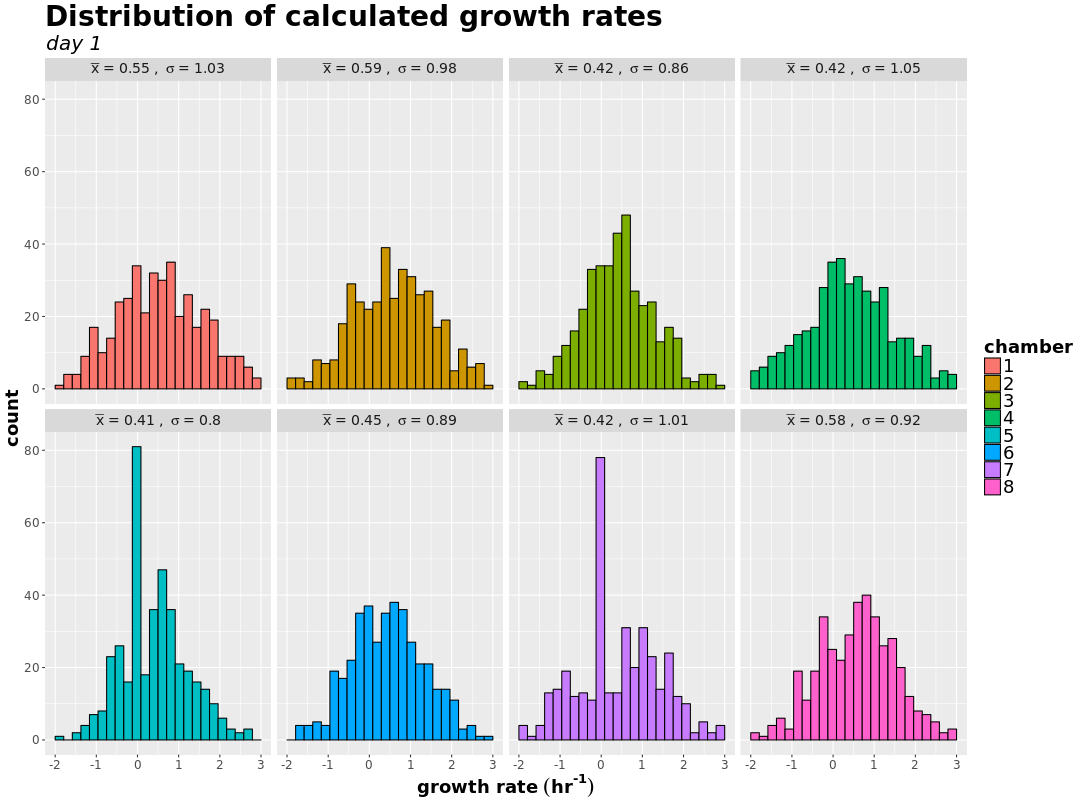 Distribution of calculated growth rates
day 1
x̅ = 0.55 , σ = 1.03
x̅ = 0.59 , σ = 0.98
x̅ = 0.42 , σ = 0.86
x̅ = 0.42 , σ = 1.05
80
60
40
20
0
x̅ = 0.41 , σ = 0.8
x̅ = 0.45 , σ = 0.89
x̅ = 0.42 , σ = 1.01
x̅ = 0.58 , σ = 0.92
80
60
40
20
0
-2 -1 0 1 2 3
-2 -1 0 1 2 3
-2 -1 0 1 2 3
-2 -1 0 1 2 3
growth rate (hr⁻¹)
count
chamber
1
2
3
4
5
6
7
8